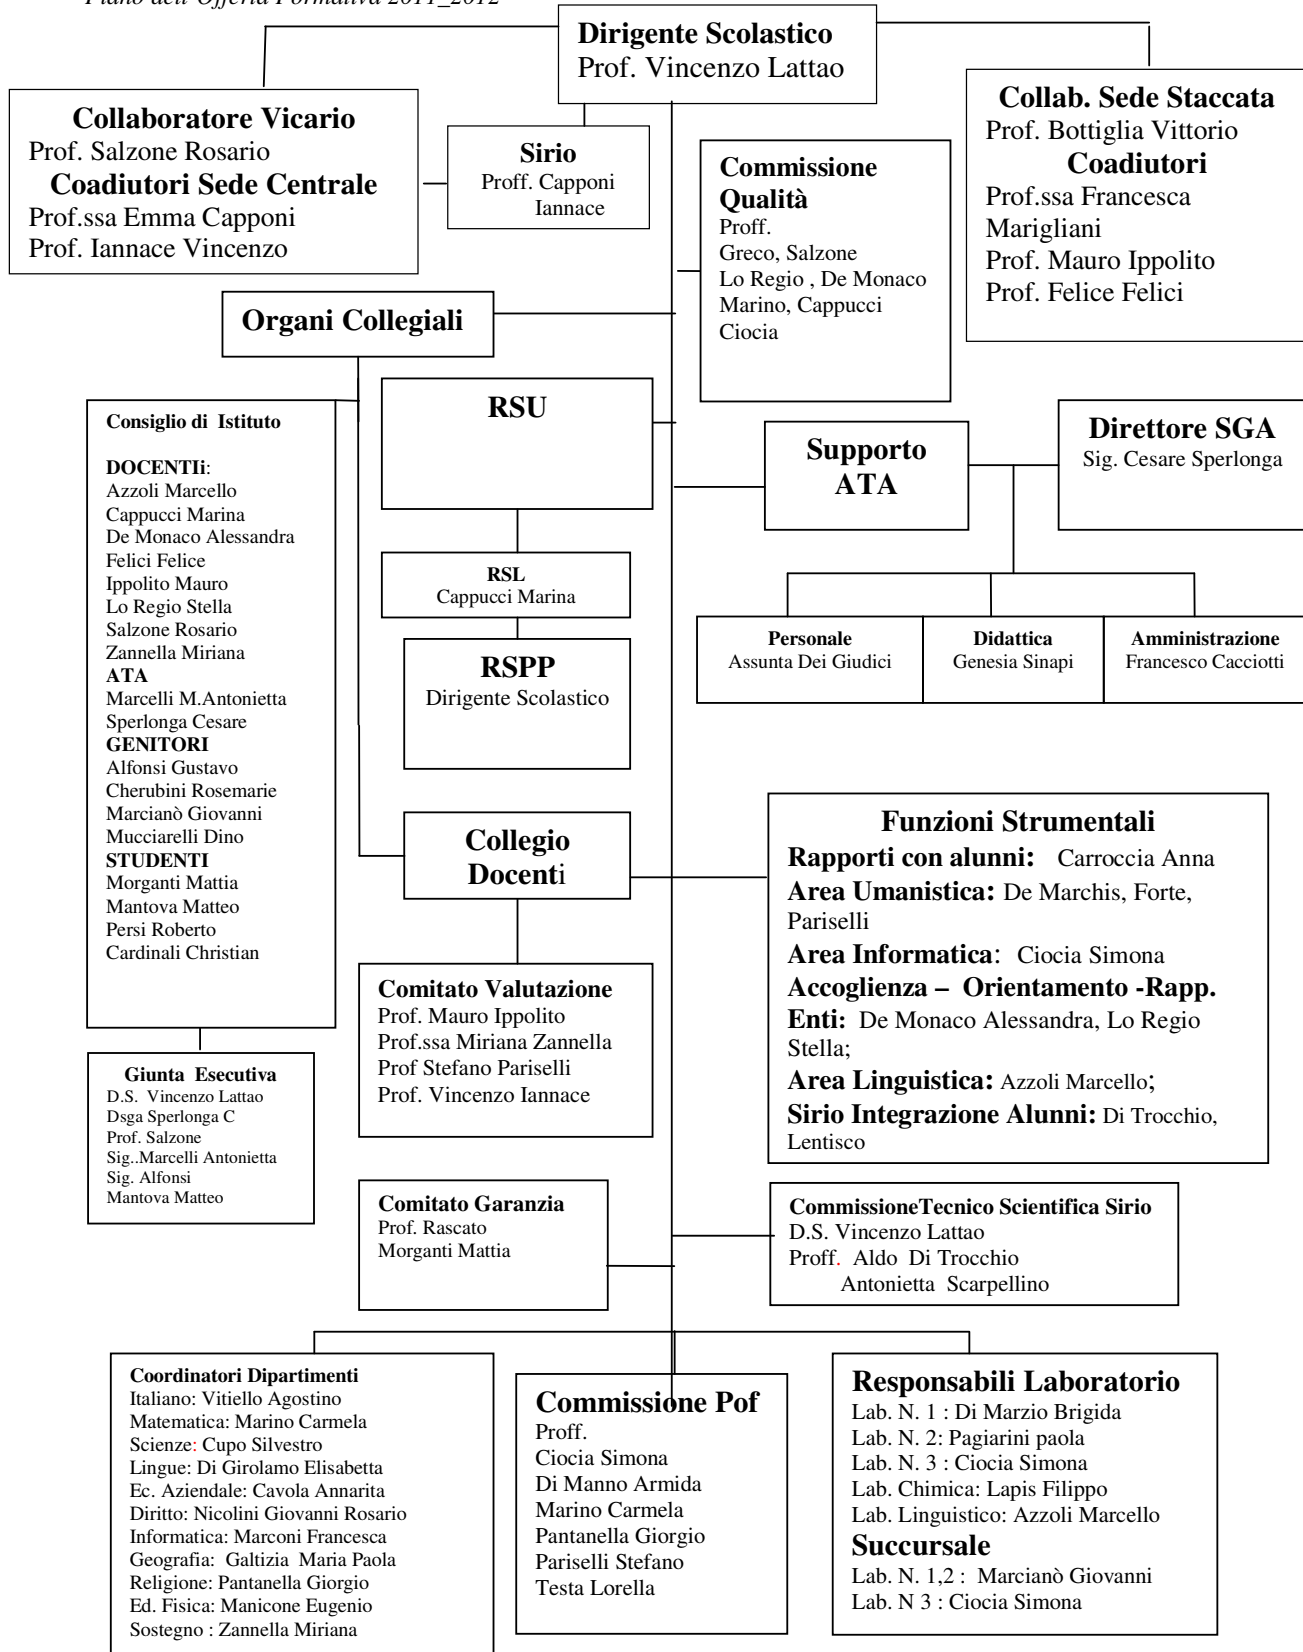 Piano dell'Offerta Formativa 2011_2012
Dirigente Scolastico
Prof. Vincenzo Lattao
Collaboratore Vicario
Prof. Salzone Rosario
Coadiutori Sede Centrale
Prof.ssa Emma Capponi
Prof. Iannace Vincenzo
Sirio
Proff. Capponi
Iannace
Commissione
Qualità
Proff.
Greco, Salzone
Lo Regio , De Monaco
Marino, Cappucci
Ciocia
Collab. Sede Staccata
Prof. Bottiglia Vittorio
Coadiutori
Prof.ssa Francesca
Marigliani
Prof. Mauro Ippolito
Prof. Felice Felici
Organi Collegiali
RSU
Supporto
ATA
Direttore SGA
Sig. Cesare Sperlonga
Consiglio di Istituto
DOCENTIi:
Azzoli Marcello
Cappucci Marina
De Monaco Alessandra
Felici Felice
Ippolito Mauro
Lo Regio Stella
Salzone Rosario
Zannella Miriana
ATA
Marcelli M.Antonietta
Sperlonga Cesare
GENITORI
Alfonsi Gustavo
Cherubini Rosemarie
Marcianò Giovanni
Mucciarelli Dino
STUDENTI
Morganti Mattia
Mantova Matteo
Persi Roberto
Cardinali Christian
RSL
Cappucci Marina
RSPP
Dirigente Scolastico
Personale
Assunta Dei Giudici
Didattica
Genesia Sinapi
Amministrazione
Francesco Cacciotti
Collegio
Docenti
Funzioni Strumentali
Rapporti con alunni: Carroccia Anna
Area Umanistica: De Marchis, Forte,
Pariselli
Area Informatica: Ciocia Simona
Accoglienza – Orientamento -Rapp.
Enti: De Monaco Alessandra, Lo Regio
Stella;
Area Linguistica: Azzoli Marcello;
Sirio Integrazione Alunni: Di Trocchio,
Lentisco
Comitato Valutazione
Prof. Mauro Ippolito
Prof.ssa Miriana Zannella
Prof Stefano Pariselli
Prof. Vincenzo Iannace
Giunta Esecutiva
D.S. Vincenzo Lattao
Dsga Sperlonga C
Prof. Salzone
Sig..Marcelli Antonietta
Sig. Alfonsi
Mantova Matteo
Comitato Garanzia
Prof. Rascato
Morganti Mattia
CommissioneTecnico Scientifica Sirio
D.S. Vincenzo Lattao
Proff. Aldo Di Trocchio
Antonietta Scarpellino
Coordinatori Dipartimenti
Italiano: Vitiello Agostino
Matematica: Marino Carmela
Scienze: Cupo Silvestro
Lingue: Di Girolamo Elisabetta
Ec. Aziendale: Cavola Annarita
Diritto: Nicolini Giovanni Rosario
Informatica: Marconi Francesca
Geografia: Galtizia Maria Paola
Religione: Pantanella Giorgio
Ed. Fisica: Manicone Eugenio
Sostegno : Zannella Miriana
Commissione Pof
Proff.
Ciocia Simona
Di Manno Armida
Marino Carmela
Pantanella Giorgio
Pariselli Stefano
Testa Lorella
Responsabili Laboratorio
Lab. N. 1 : Di Marzio Brigida
Lab. N. 2: Pagiarini paola
Lab. N. 3 : Ciocia Simona
Lab. Chimica: Lapis Filippo
Lab. Linguistico: Azzoli Marcello
Succursale
Lab. N. 1,2 : Marcianò Giovanni
Lab. N 3 : Ciocia Simona